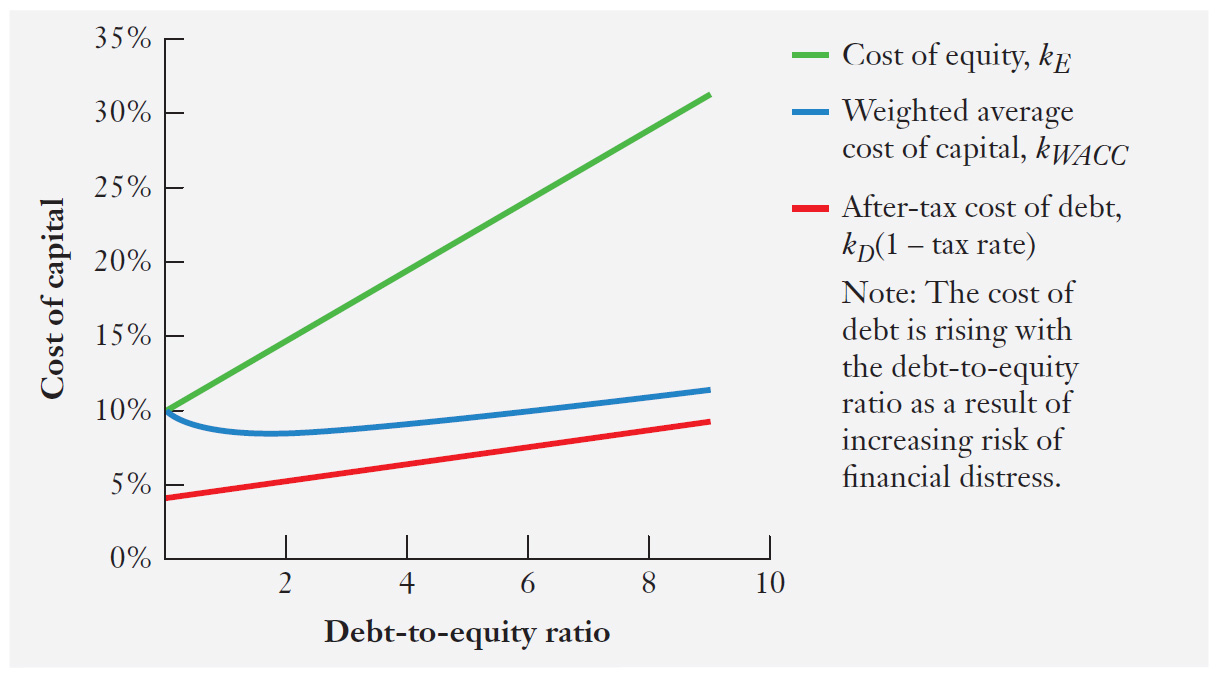 35%
30%
25%
20%
15%
10%
5%
0%
Cost of capital
2 4 6 8 10
Debt-to-equity ratio
Cost of equity, kE
Weighted average
cost of capital, kWACC
After-tax cost of debt,
kD(1 – tax rate)
Note: The cost of
debt is rising with
the debt-to-equity
ratio as a result of
increasing risk of
financial distress.